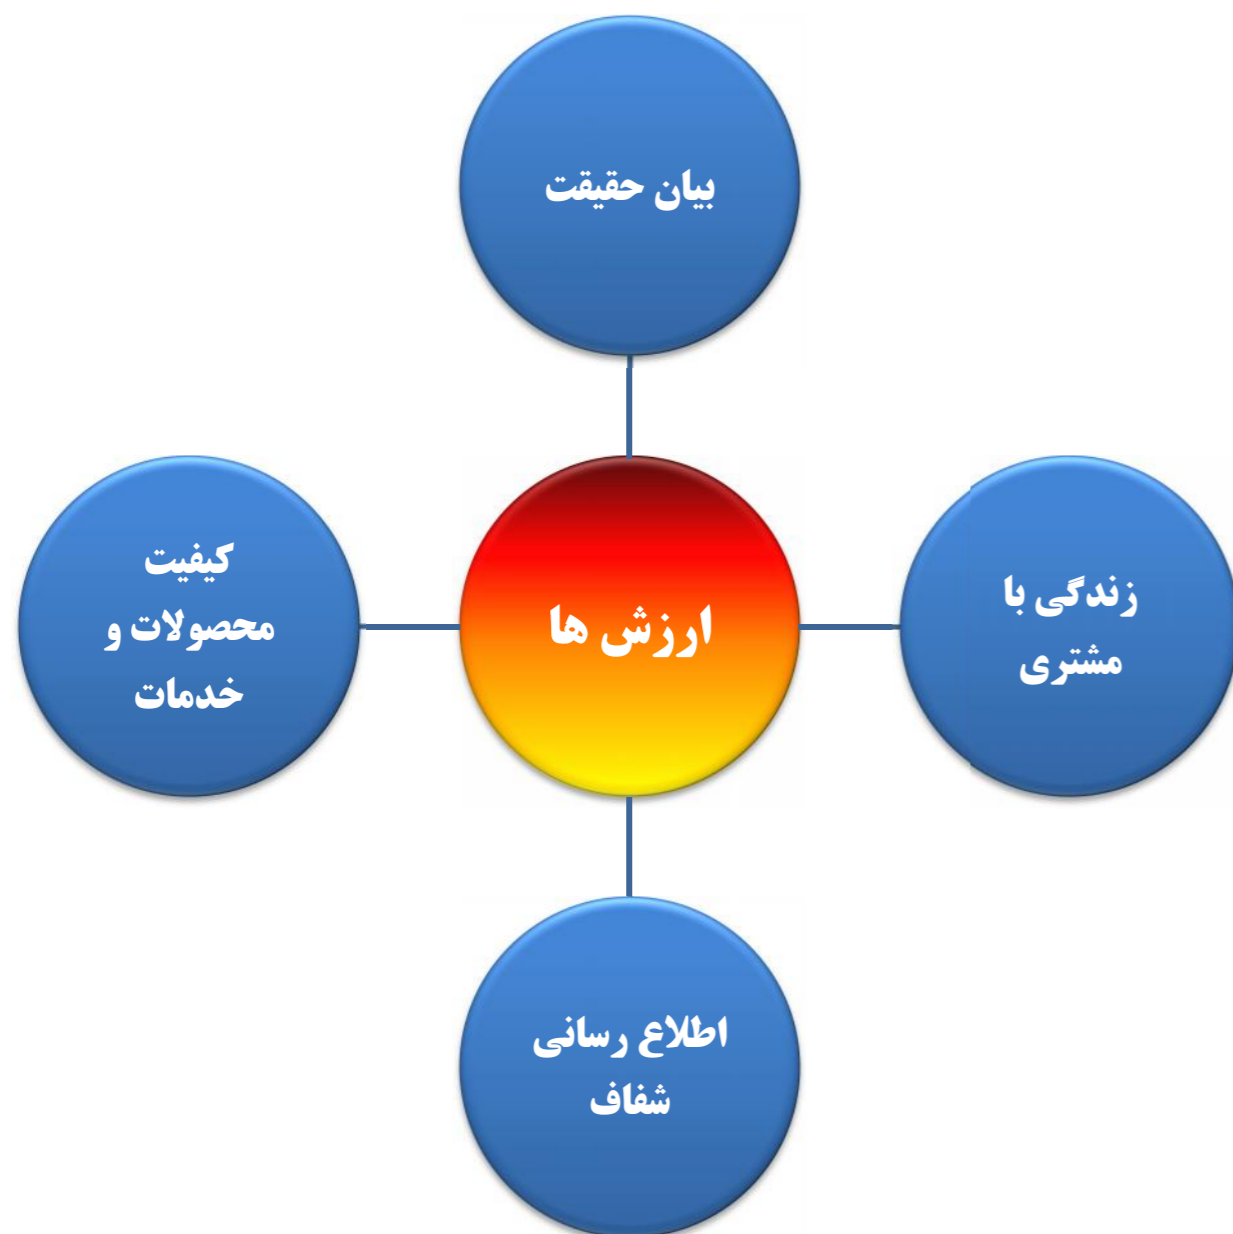 بیان حقیقت
زندگی با
مشتری
ارزش ها
کیفیت
محصولات و
خدمات
اطلاع رسانی
شفاف